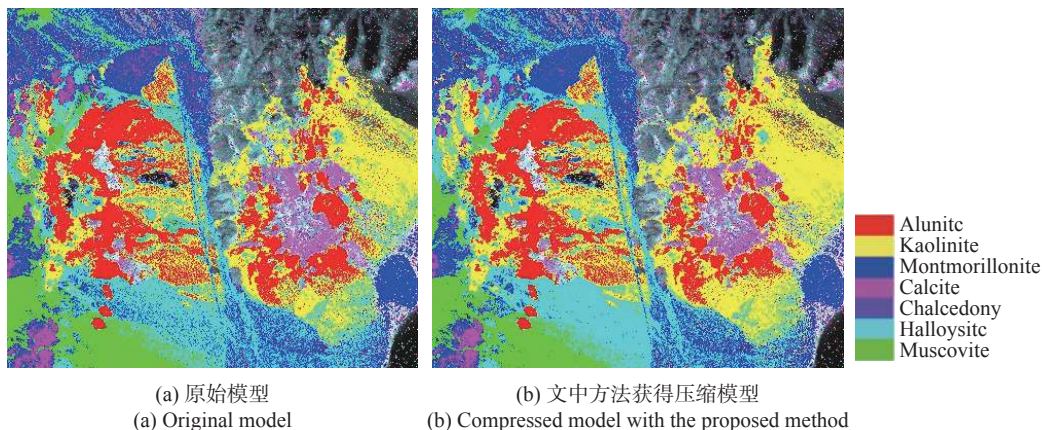 Alunitc
Kaolinite
Montmorillonite
Calcite
Chalcedony
Halloysitc
Muscovite
(a) 原始模型
(b) 文中方法获得压缩模型
(a) Original model
(b) Compressed model with the proposed method